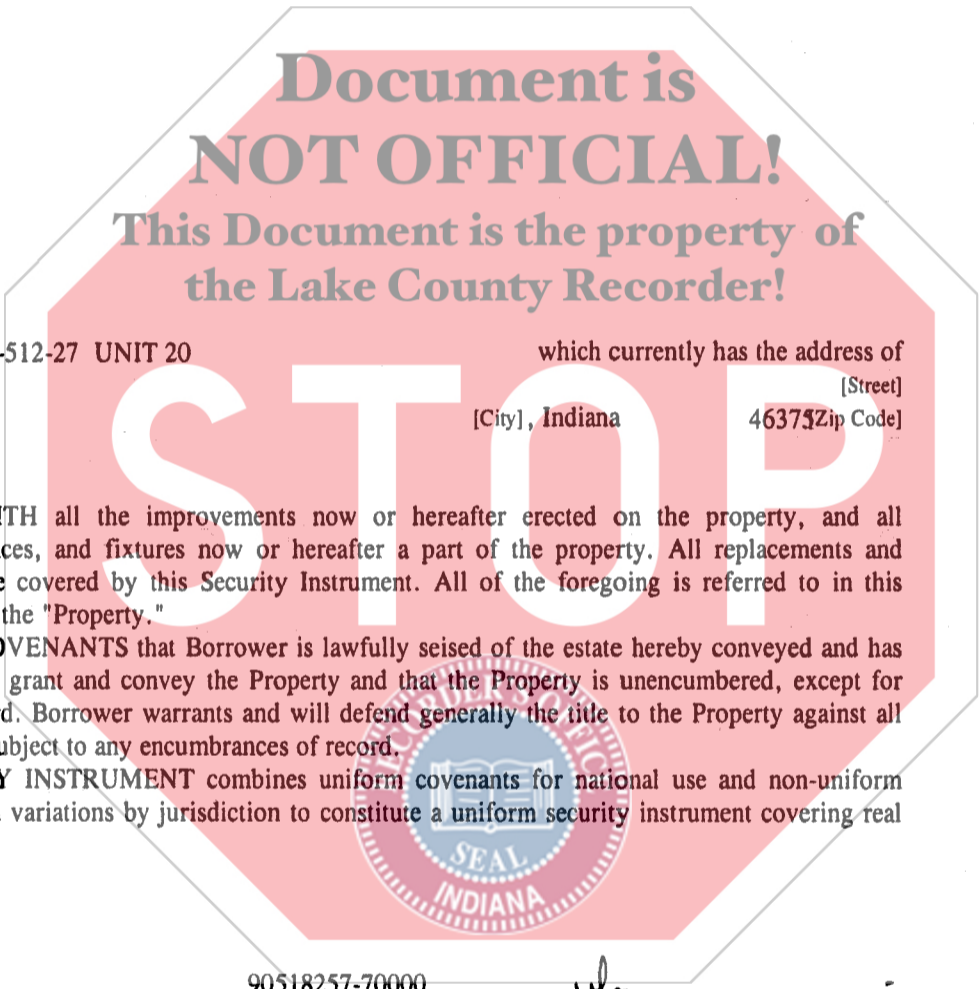 Document is
NOT OFFICIAL!
This Document is the property of
the Lake County Recorder!
-512-27 UNIT 20 which currently has the address of
[Street]
[City], Indiana 46375 Zip Code]
STOP
TH all the improvements now or hereafter erected on the property, and all
ces, and fixtures now or hereafter a part of the property. All replacements and
e covered by this Security Instrument. All of the foregoing is referred to in this
the "Property."
OVENANTS that Borrower is lawfully seised of the estate hereby conveyed and has
grant and convey the Property and that the Property is unencumbered, except for
d. Borrower warrants and will defend generally the title to the Property against all
ubject to any encumbrances of record.
Y INSTRUMENT combines uniform covenants for national use and non-uniform
variations by jurisdiction to constitute a uniform security instrument covering real
RECORDER'S OFFICE
SEAL
INDIANA
90518257-70000